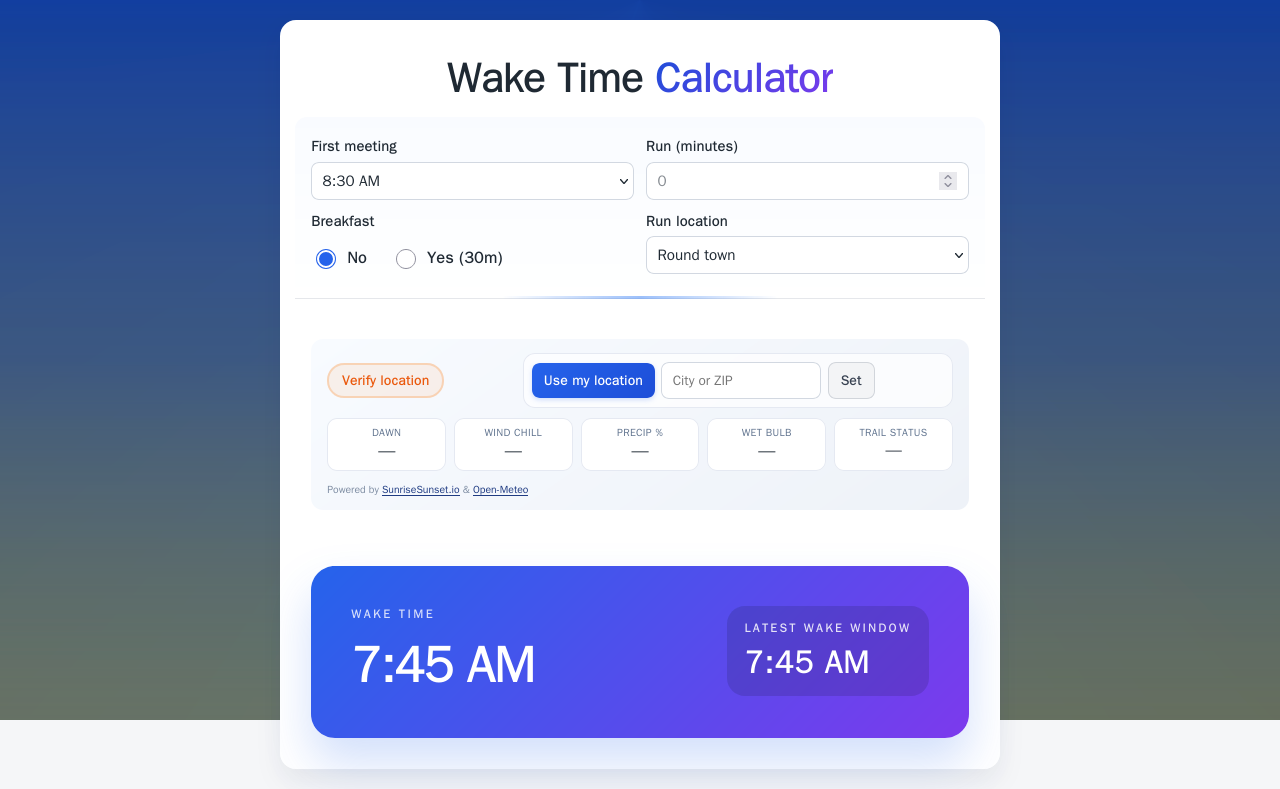 Wake Time Calculator
First meeting
8:30 AM
Run (minutes)
0
Breakfast
No
Yes (30m)
Run location
Round town
Verify location
Use my location
City or ZIP
Set
DAWN
—
WIND CHILL
—
PRECIP %
—
WET BULB
—
TRAIL STATUS
—
Powered by SunriseSunset.io & Open-Meteo
WAKE TIME
7:45 AM
LATEST WAKE WINDOW
7:45 AM